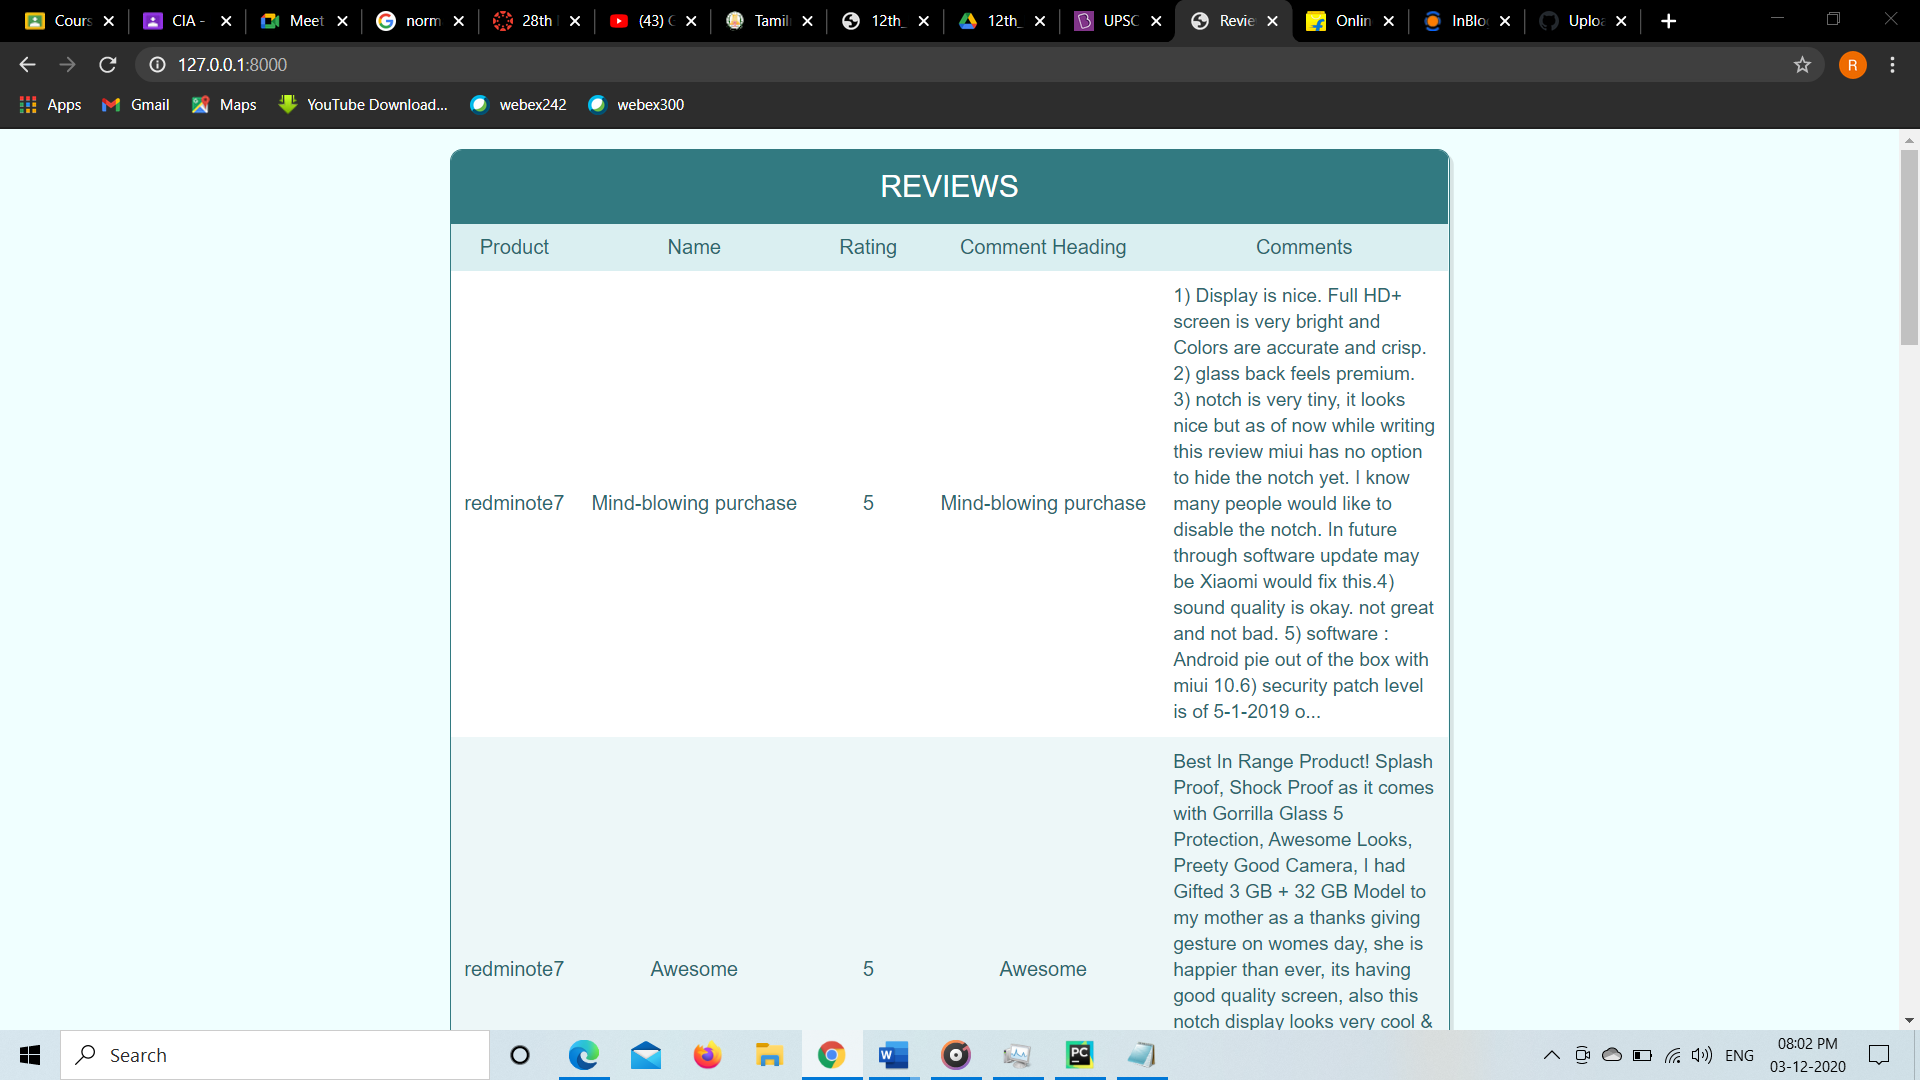 Cours
CIA -
Meet
norm
28th
(43)
Tamil
12th_
12th_
UPSC
Revie
Onlin
InBlo
Uploa
127.0.0.1:8000
R
Apps
Gmail
Maps
YouTube Download...
webex242
webex300
REVIEWS
Product Name Rating Comment Heading Comments
redminote7 Mind-blowing purchase 5 Mind-blowing purchase
1) Display is nice. Full HD+
screen is very bright and
Colors are accurate and crisp.
2) glass back feels premium.
3) notch is very tiny, it looks
nice but as of now while writing
this review miui has no option
to hide the notch yet. I know
many people would like to
disable the notch. In future
through software update may
be Xiaomi would fix this.4)
sound quality is okay. not great
and not bad. 5) software :
Android pie out of the box with
miui 10.6) security patch level
is of 5-1-2019 o...
redminote7 Awesome 5 Awesome
Best In Range Product! Splash
Proof, Shock Proof as it comes
with Gorrilla Glass 5
Protection, Awesome Looks,
Preety Good Camera, I had
Gifted 3 GB + 32 GB Model to
my mother as a thanks giving
gesture on womes day, she is
happier than ever, its having
good quality screen, also this
notch display looks very cool &
Search
W
PC
ENG
08:02 PM
03-12-2020